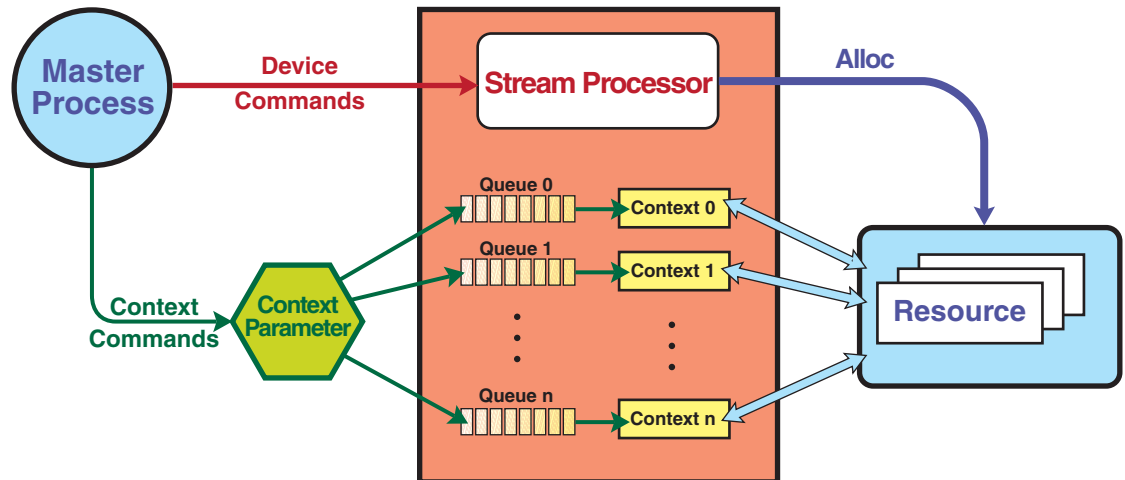 Master
Process
Device
Commands
Stream Processor
Alloc
Queue 0
Context 0
Queue 1
Context 1
Context
Parameter
Context
Commands
Resource
Queue n
Context n